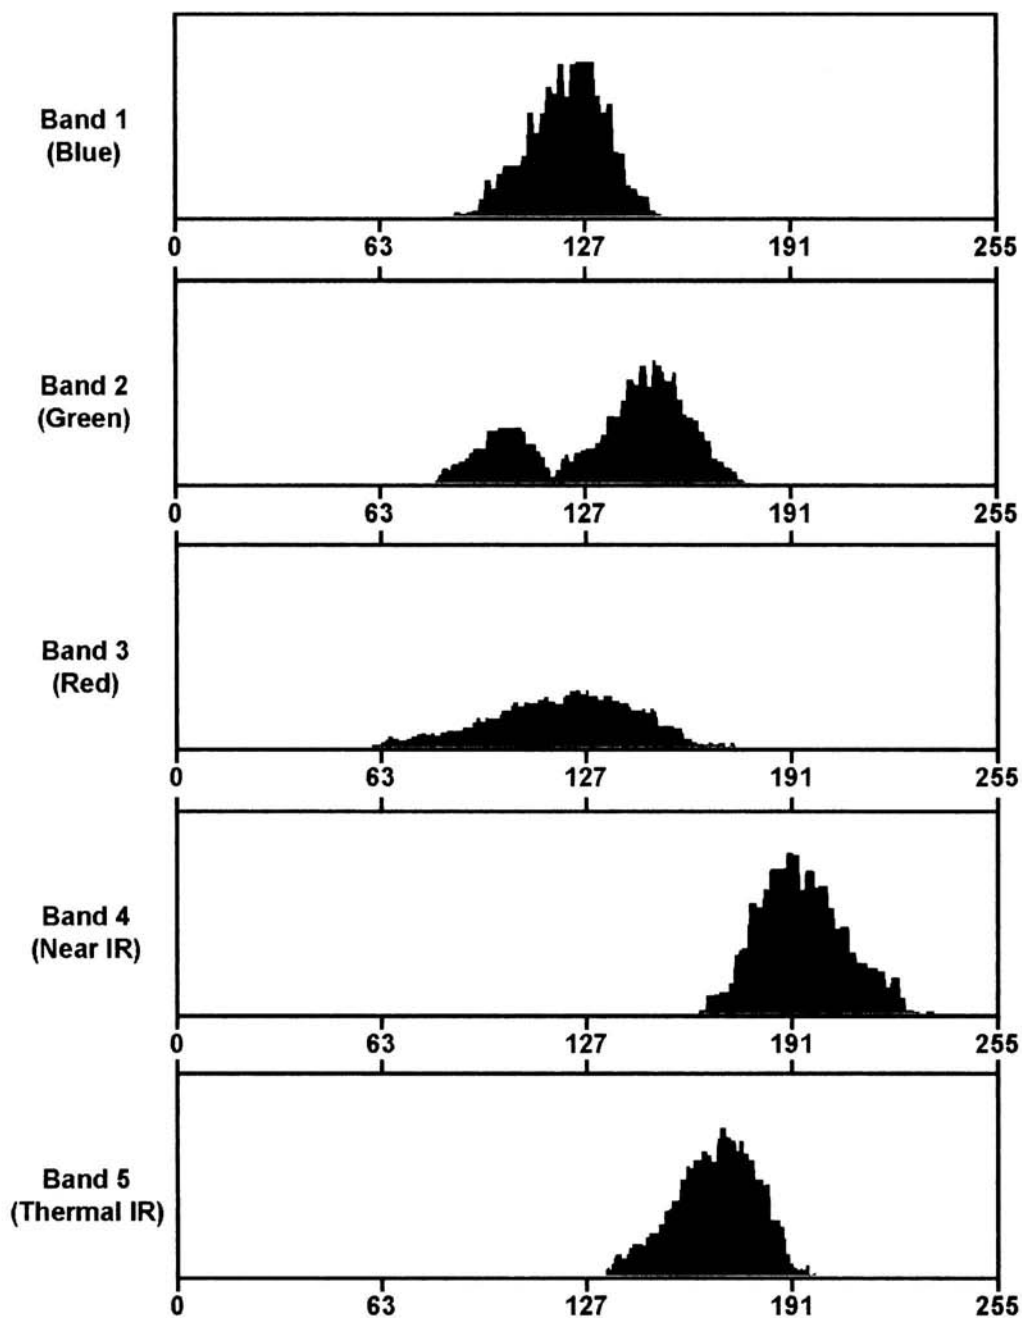 Band 1
(Blue)
0 63 127 191 255
Band 2
(Green)
0 63 127 191 255
Band 3
(Red)
0 63 127 191 255
Band 4
(Near IR)
0 63 127 191 255
Band 5
(Thermal IR)
0 63 127 191 255